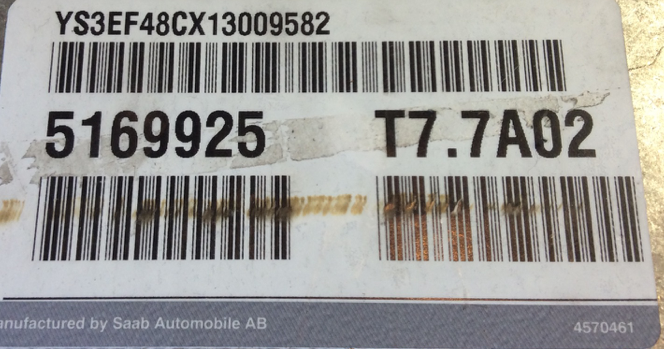 YS3EF48CX13009582
5169925 T7.7A02
anufactured by Saab Automobile AB 4570461